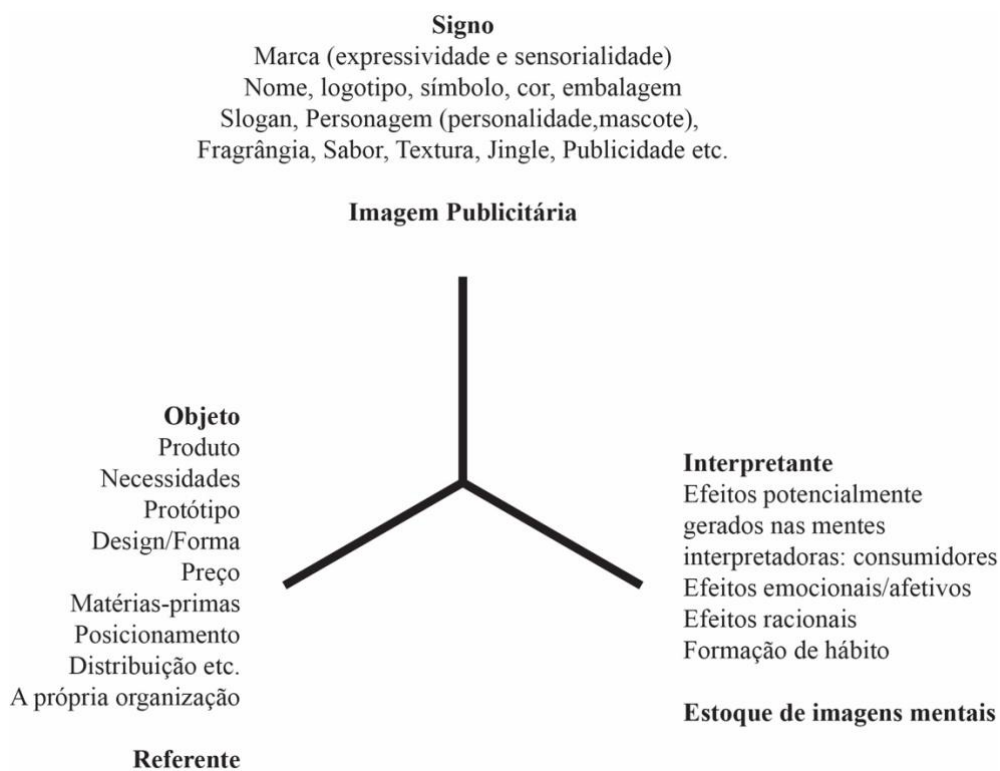 Signo
Marca (expressividade e sensorialidade)
Nome, logotipo, símbolo, cor, embalagem
Slogan, Personagem (personalidade,mascote),
Fragrângia, Sabor, Textura, Jingle, Publicidade etc.
Imagem Publicitária
Objeto
Produto
Necessidades
Protótipo
Design/Forma
Preço
Matérias-primas
Posicionamento
Distribuição etc.
A própria organização
Referente
Interpretante
Efeitos potencialmente
gerados nas mentes
interpretadoras: consumidores
Efeitos emocionais/afetivos
Efeitos racionais
Formação de hábito
Estoque de imagens mentais